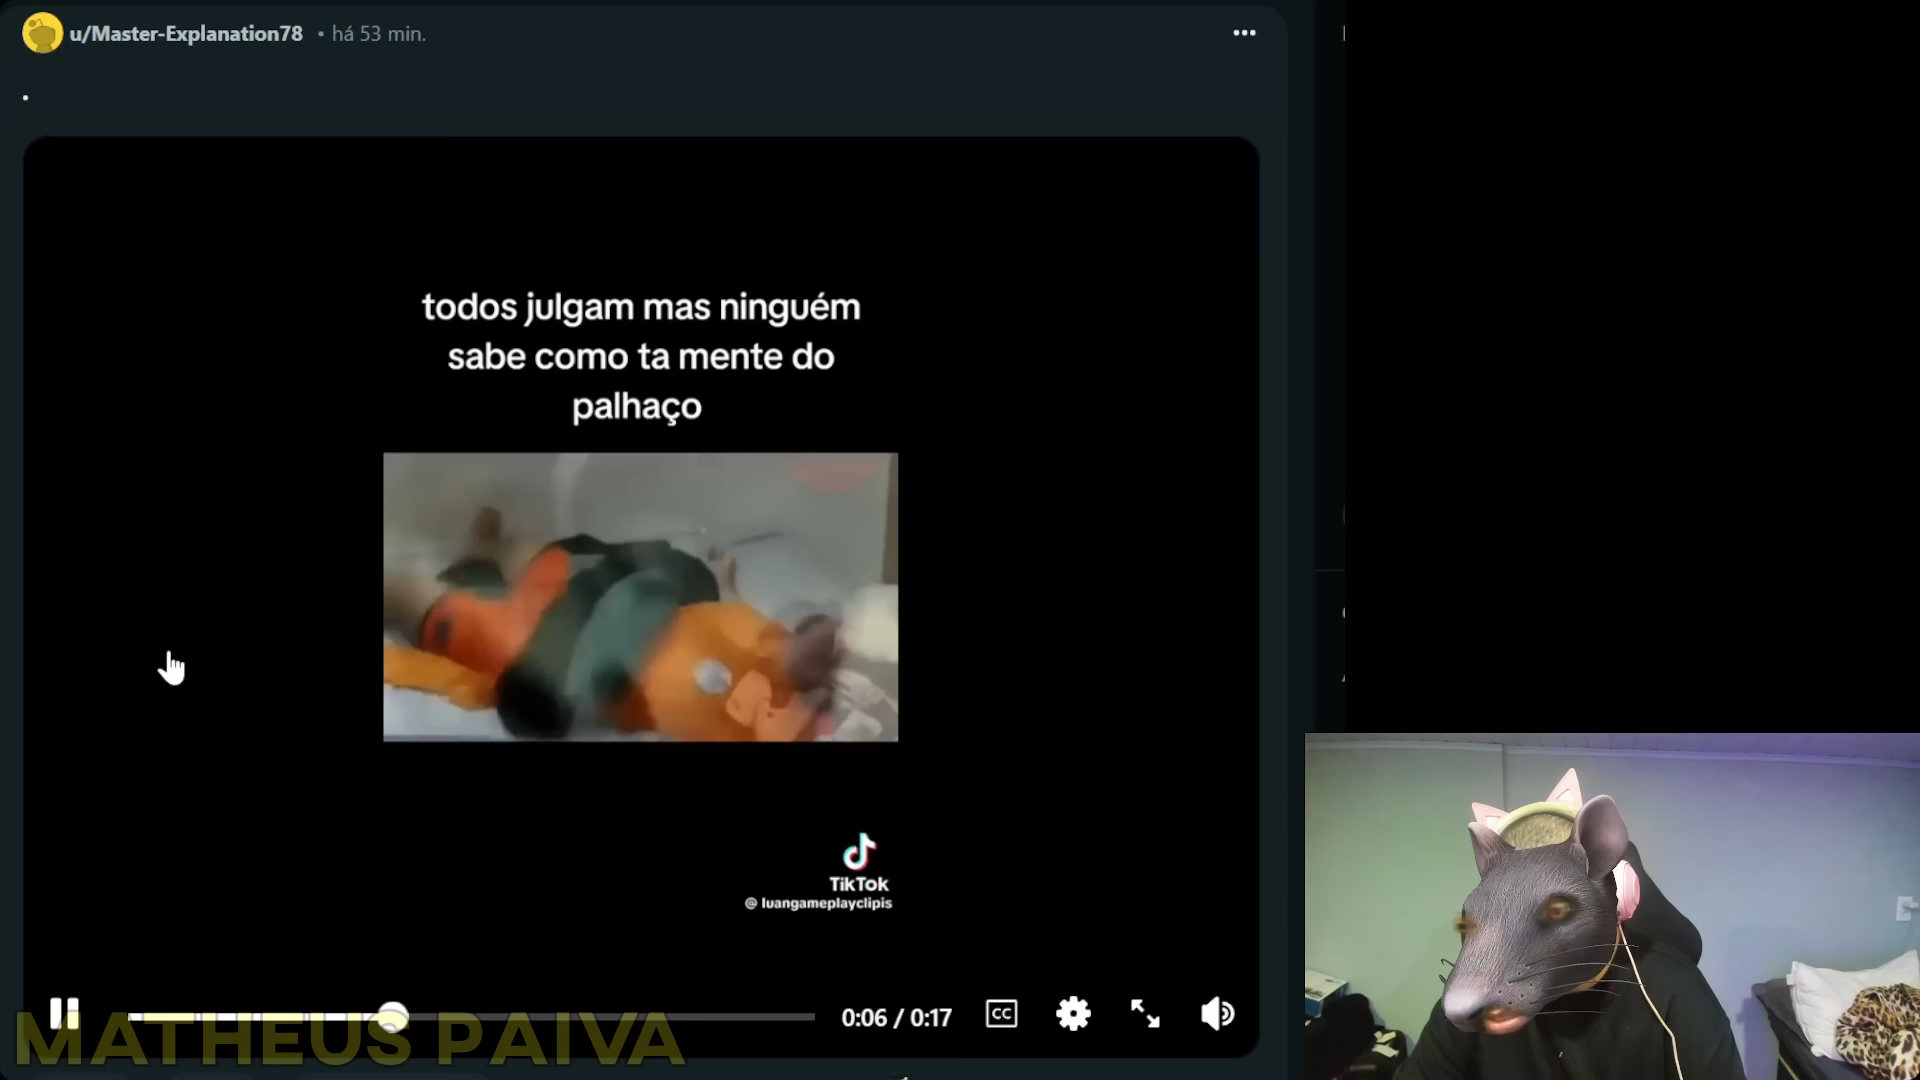 u/Master-Explanation78 • há 53 min.
.
todos julgam mas ninguém
sabe como ta mente do
palhaço
TikTok
@ luangameplayclipis
0:06 / 0:17
CC
MATHEUS PAIVA